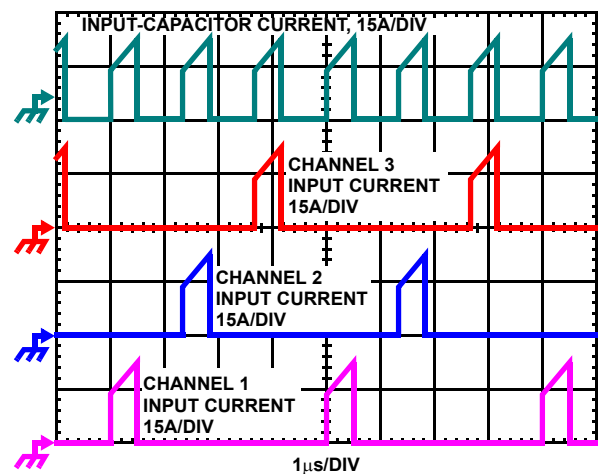 INPUT-CAPACITOR CURRENT, 15A/DIV
CHANNEL 3
INPUT CURRENT
15A/DIV
CHANNEL 2
INPUT CURRENT
15A/DIV
CHANNEL 1
INPUT CURRENT
15A/DIV
1μs/DIV